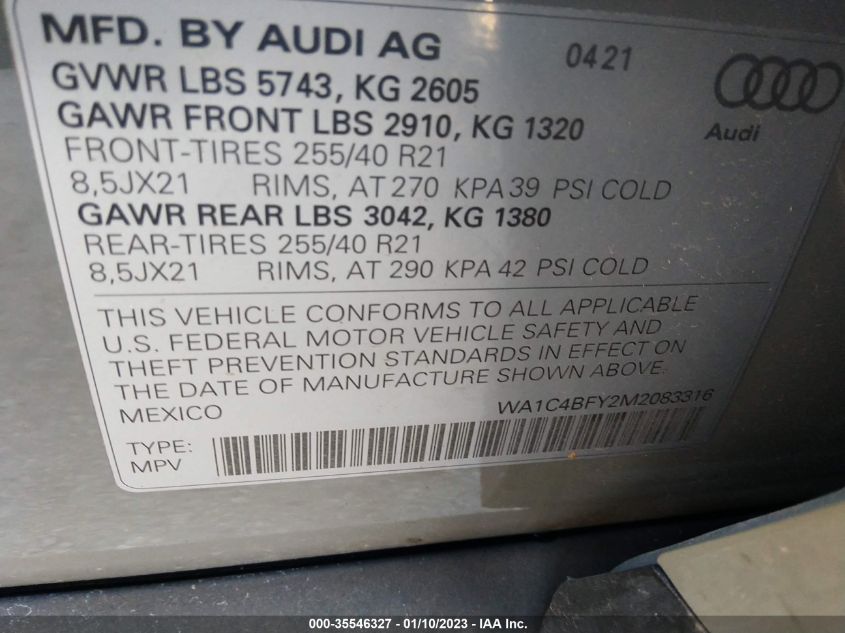 MFD. BY AUDI AG 0421
GVWR LBS 5743, KG 2605
GAWR FRONT LBS 2910, KG 1320
Audi
FRONT-TIRES 255/40 R21
8,5JX21 RIMS, AT 270 KPA 39 PSI COLD
GAWR REAR LBS 3042, KG 1380
REAR-TIRES 255/40 R21
8,5JX21 RIMS, AT 290 KPA 42 PSI COLD
THIS VEHICLE CONFORMS TO ALL APPLICABLE
U.S. FEDERAL MOTOR VEHICLE SAFETY AND
THEFT PREVENTION STANDARDS IN EFFECT ON
THE DATE OF MANUFACTURE SHOWN ABOVE.
MEXICO WA1C4BFY2M2083316
TYPE:
MPV
000-35546327 - 01/10/2023 - IAA Inc.